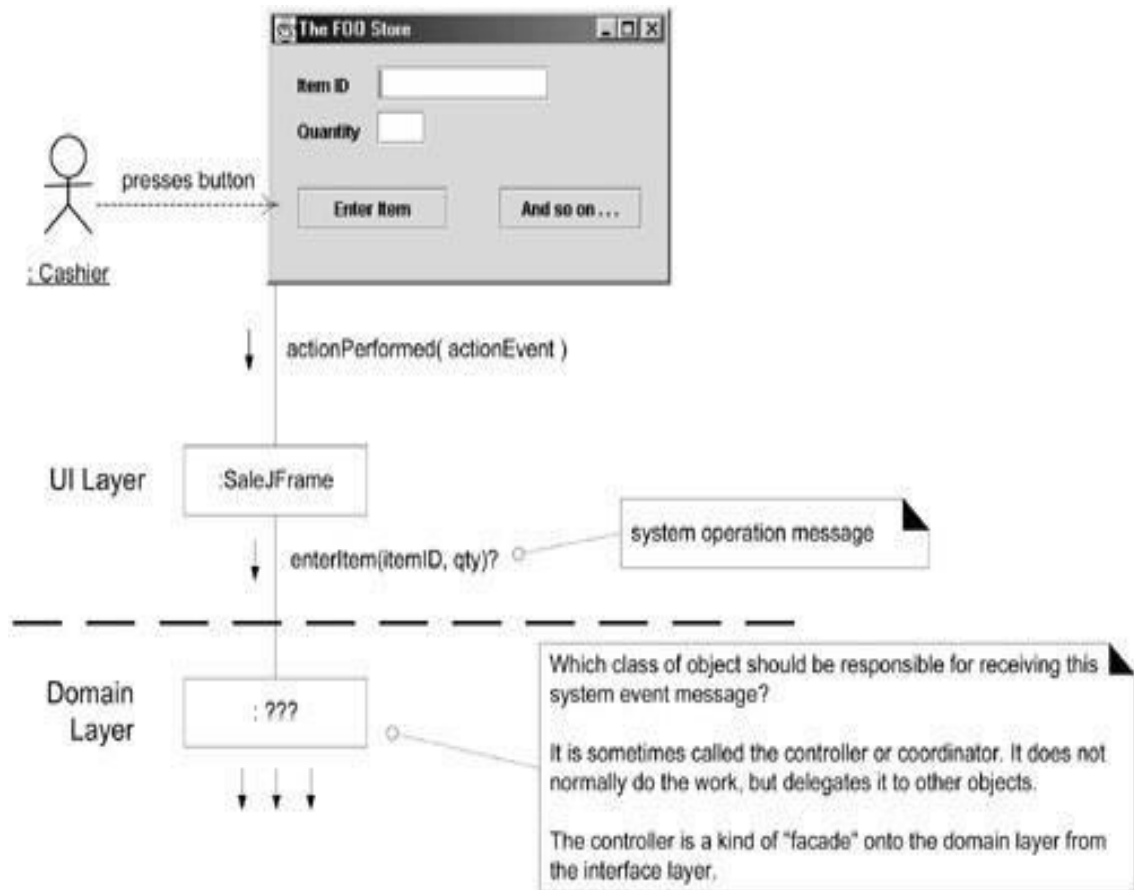 The FOO Store
Item ID
Quantity
Enter Item
And so on . . .
presses button
: Cashier
actionPerformed( actionEvent )
UI Layer
:SaleJFrame
enterItem(itemID, qty)?
system operation message
Domain
Layer
: ???
Which class of object should be responsible for receiving this
system event message?
It is sometimes called the controller or coordinator. It does not
normally do the work, but delegates it to other objects.
The controller is a kind of "facade" onto the domain layer from
the interface layer.